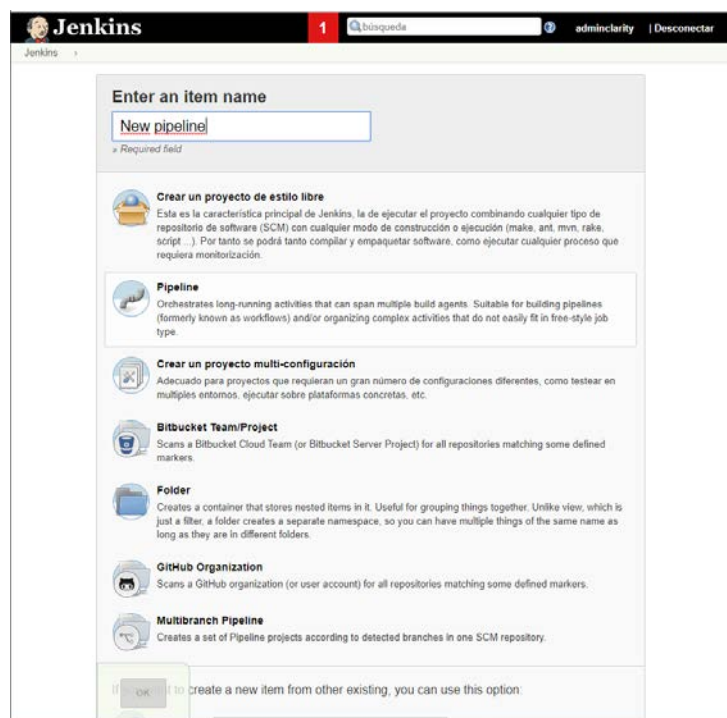 Jenkins
1
búsqueda
adminclarity
| Desconectar
Jenkins
Enter an item name
New pipeline
» Required field
Crear un proyecto de estilo libre
Esta es la característica principal de Jenkins, la de ejecutar el proyecto combinando cualquier tipo de
repositorio de software (SCM) con cualquier modo de construcción o ejecución (make, ant, mvn, rake,
script ...). Por tanto se podrá tanto compilar y empaquetar software, como ejecutar cualquier proceso que
requiera monitorización.
Pipeline
Orchestrates long-running activities that can span multiple build agents. Suitable for building pipelines
(formerly known as workflows) and/or organizing complex activities that do not easily fit in free-style job
type.
Crear un proyecto multi-configuración
Adecuado para proyectos que requieran un gran número de configuraciones diferentes, como testear en
multiples entornos, ejecutar sobre plataformas concretas, etc.
Bitbucket Team/Project
Scans a Bitbucket Cloud Team (or Bitbucket Server Project) for all repositories matching some defined
markers.
Folder
Creates a container that stores nested items in it. Useful for grouping things together. Unlike view, which is
just a filter, a folder creates a separate namespace, so you can have multiple things of the same name as
long as they are in different folders.
GitHub Organization
Scans a GitHub organization (or user account) for all repositories matching some defined markers.
Multibranch Pipeline
Creates a set of Pipeline projects according to detected branches in one SCM repository.
create a new item from other existing, you can use this option:
OK